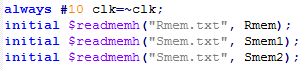 always #10 clk=~clk;
initial $readmemh("Rmem.txt", Rmem);
initial $readmemh("Smem.txt", Smem1);
initial $readmemh("Smem.txt", Smem2);